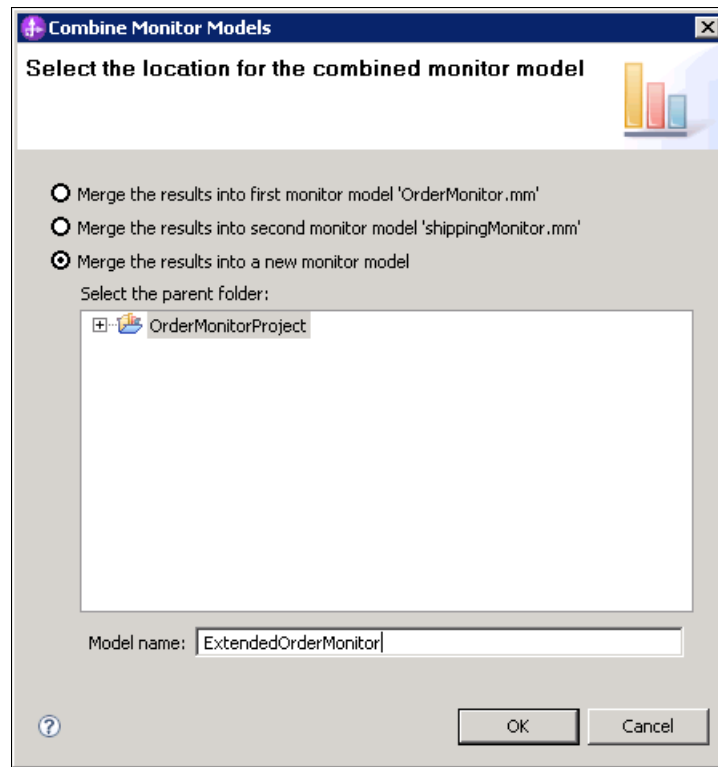 Combine Monitor Models
Select the location for the combined monitor model
Merge the results into first monitor model 'OrderMonitor.mm'
Merge the results into second monitor model 'shippingMonitor.mm'
Merge the results into a new monitor model
Select the parent folder:
OrderMonitorProject
Model name: ExtendedOrderMonitor
OK Cancel